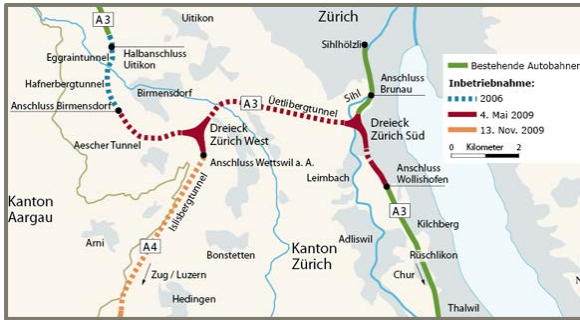 A3
Uitikon
Zürich
Sihlhölzli
Eggraintunnel
Halbanschluss
Uitikon
Hafnerbergtunnel
Birmensdorf
Anschluss Birmensdorf
A3
Üetlibergtunnel
Sihl
Anschluss
Brunau
Bestehende Autobahnen
Inbetriebnahme:
2006
4. Mai 2009
13. Nov. 2009
0 Kilometer 2
Aescher Tunnel
Dreieck
Zürich West
Dreieck
Zürich Süd
Anschluss Wettswil a. A.
Leimbach
Anschluss
Wollishofen
Kanton
Aargau
Islisbergtunnel
A3
Kilchberg
Arni
A4
Bonstetten
Kanton
Zürich
Adliswil
Rüschlikon
Zug / Luzern
Chur
Hedingen
Thalwil